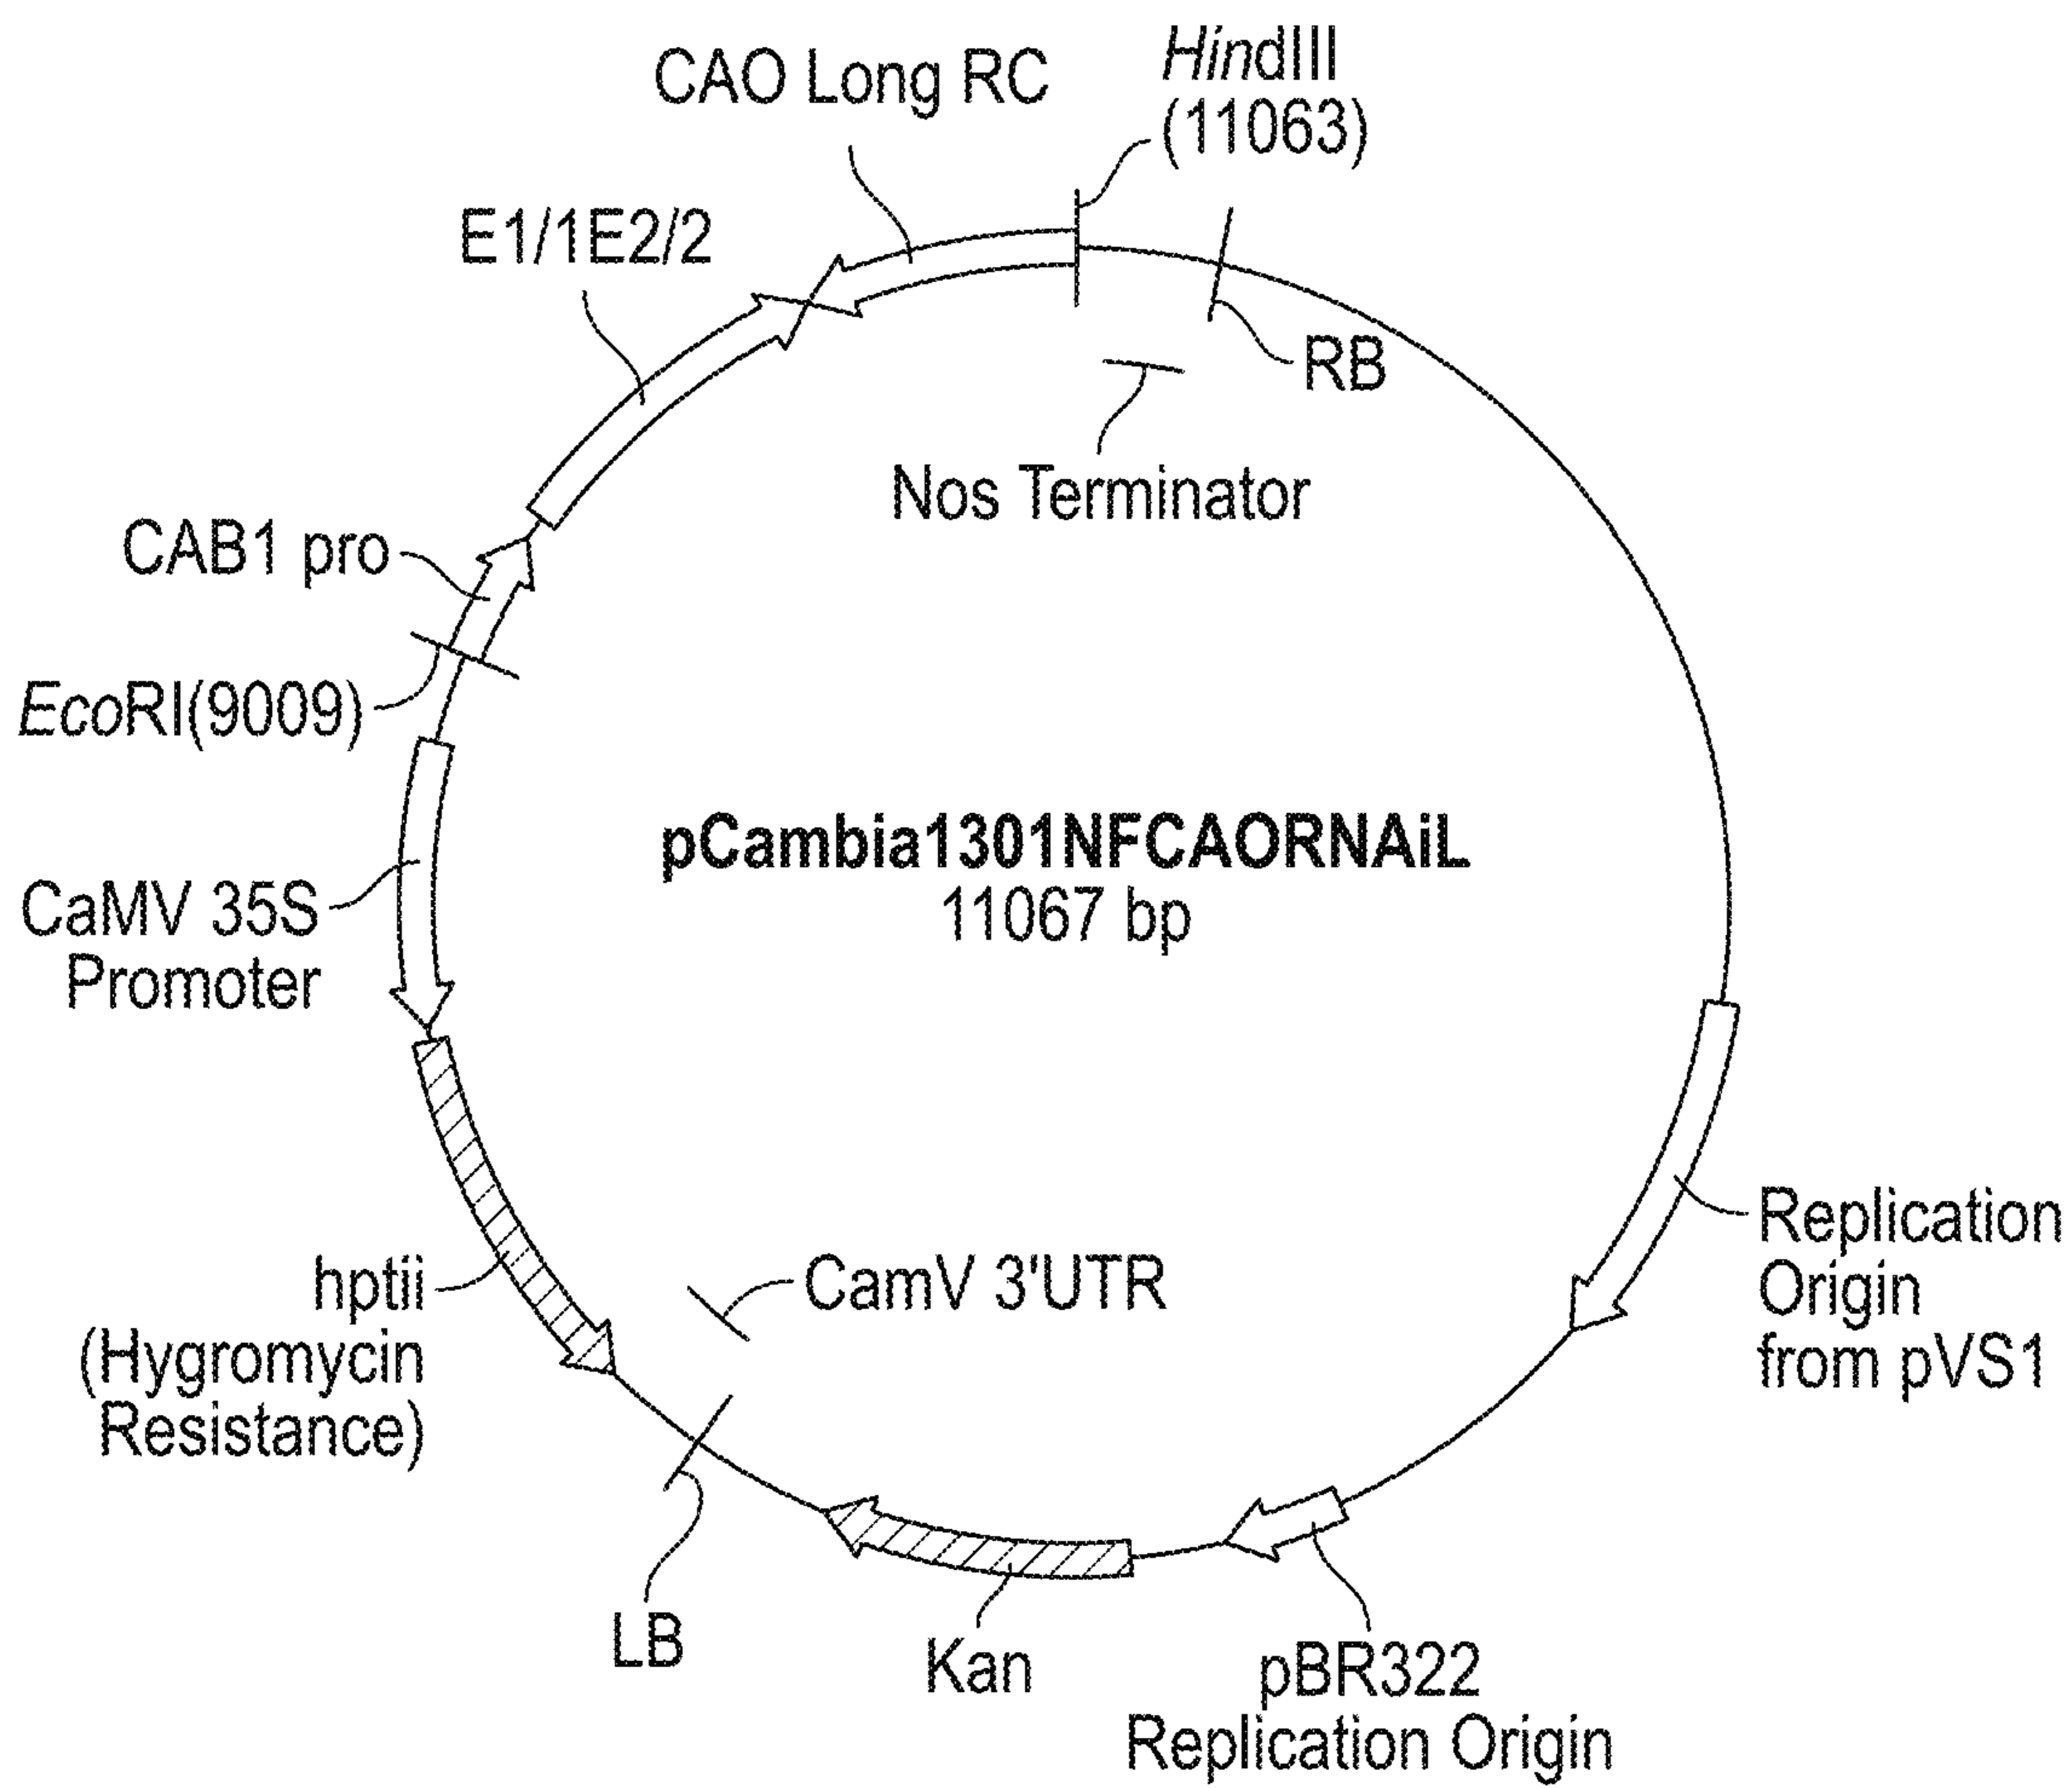 CAO Long RC
HindIII
(11063)
E1/1E2/2
RB
Nos Terminator
CAB1 pro
EcoRI(9009)
pCambia1301NFCAORNAiL
11067 bp
CaMV 35S
Promoter
Replication
Origin
from pVS1
hptii
(Hygromycin
Resistance)
CamV 3'UTR
LB
Kan
pBR322
Replication Origin